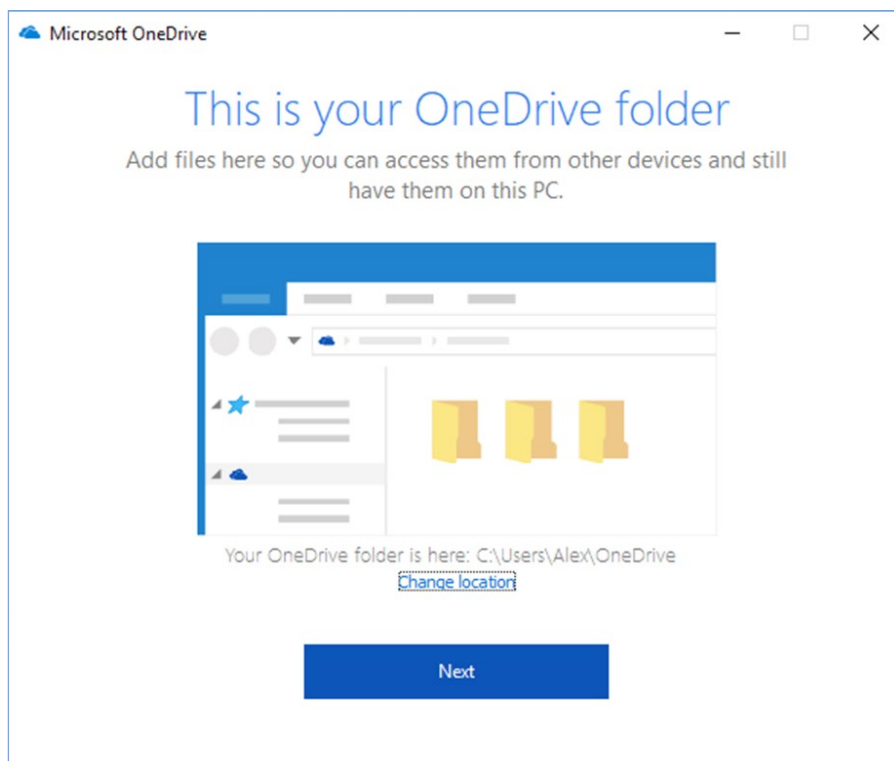 Microsoft OneDrive
This is your OneDrive folder
Add files here so you can access them from other devices and still
have them on this PC.
Your OneDrive folder is here: C:\Users\Alex\OneDrive
Change location
Next